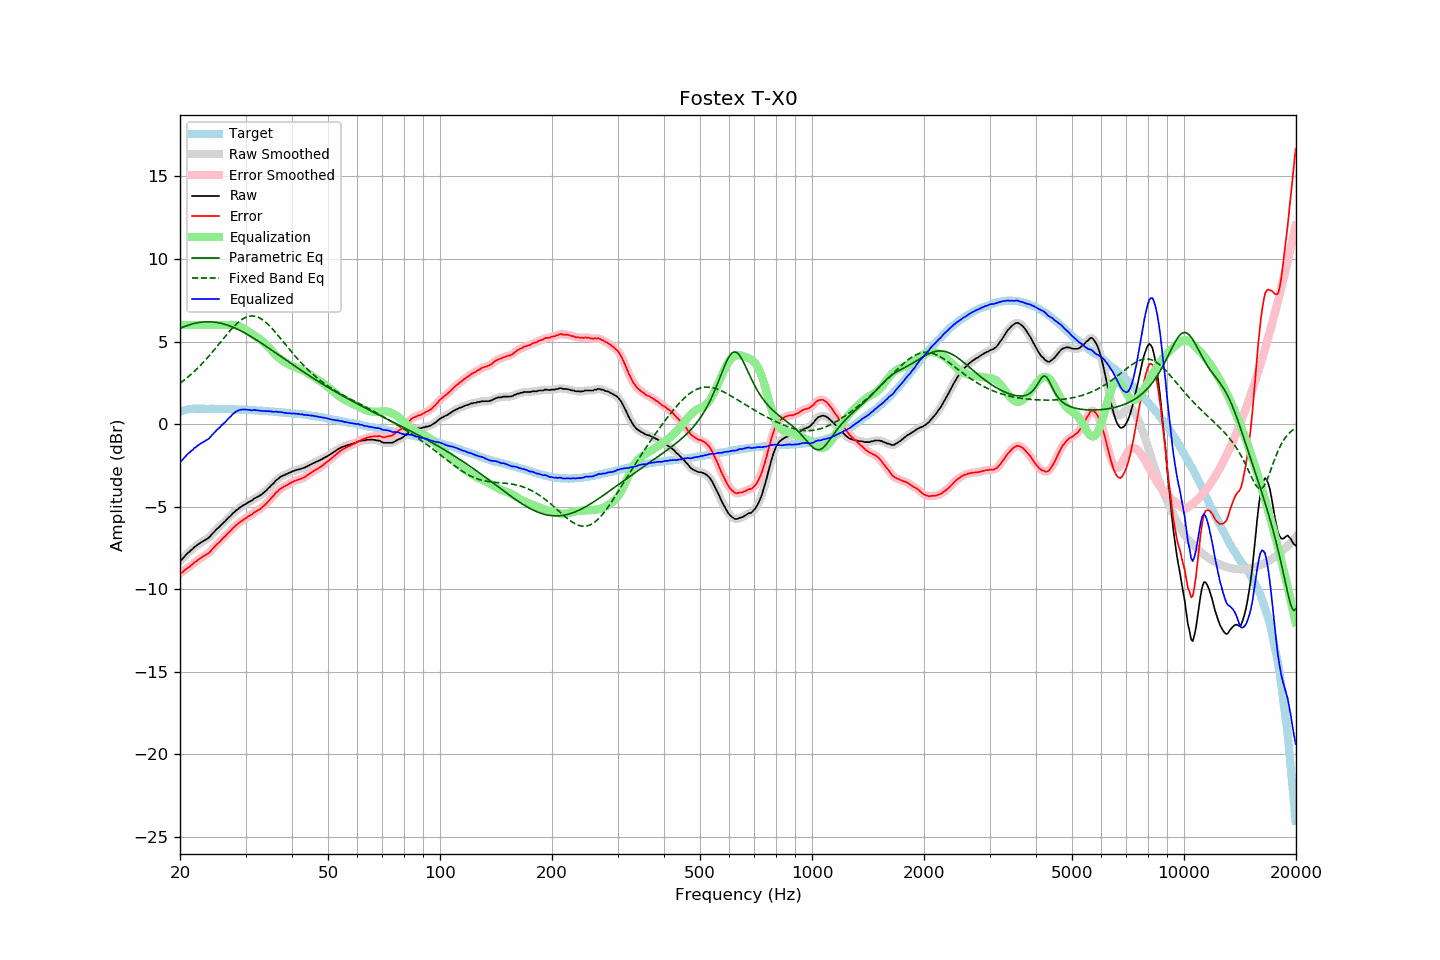 Fostex T-X0
Target
Raw Smoothed
Error Smoothed
Raw
Error
Equalization
Parametric Eq
Fixed Band Eq
Equalized
15
10
5
0
−5
−10
−15
−20
−25
Amplitude (dBr)
20 50 100 200 500 1000 2000 5000 10000 20000
Frequency (Hz)